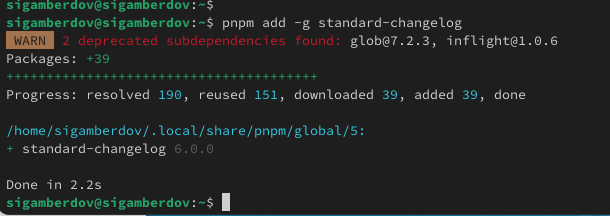 sigamberdov@sigamberdov:~$
sigamberdov@sigamberdov:~$ pnpm add -g standard-changelog
WARN 2 deprecated subdependencies found: glob@7.2.3, inflight@1.0.6
Packages: +39
+++++++++++++++++++++++++++++++++++++++
Progress: resolved 190, reused 151, downloaded 39, added 39, done
/home/sigamberdov/.local/share/pnpm/global/5:
+ standard-changelog 6.0.0
Done in 2.2s
sigamberdov@sigamberdov:~$